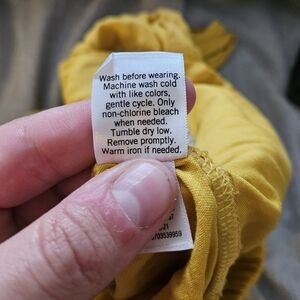 Wash before wearing.
Machine wash cold
with like colors,
gentle cycle. Only
non-chlorine bleach
when needed.
Tumble dry low.
Remove promptly.
Warm iron if needed.